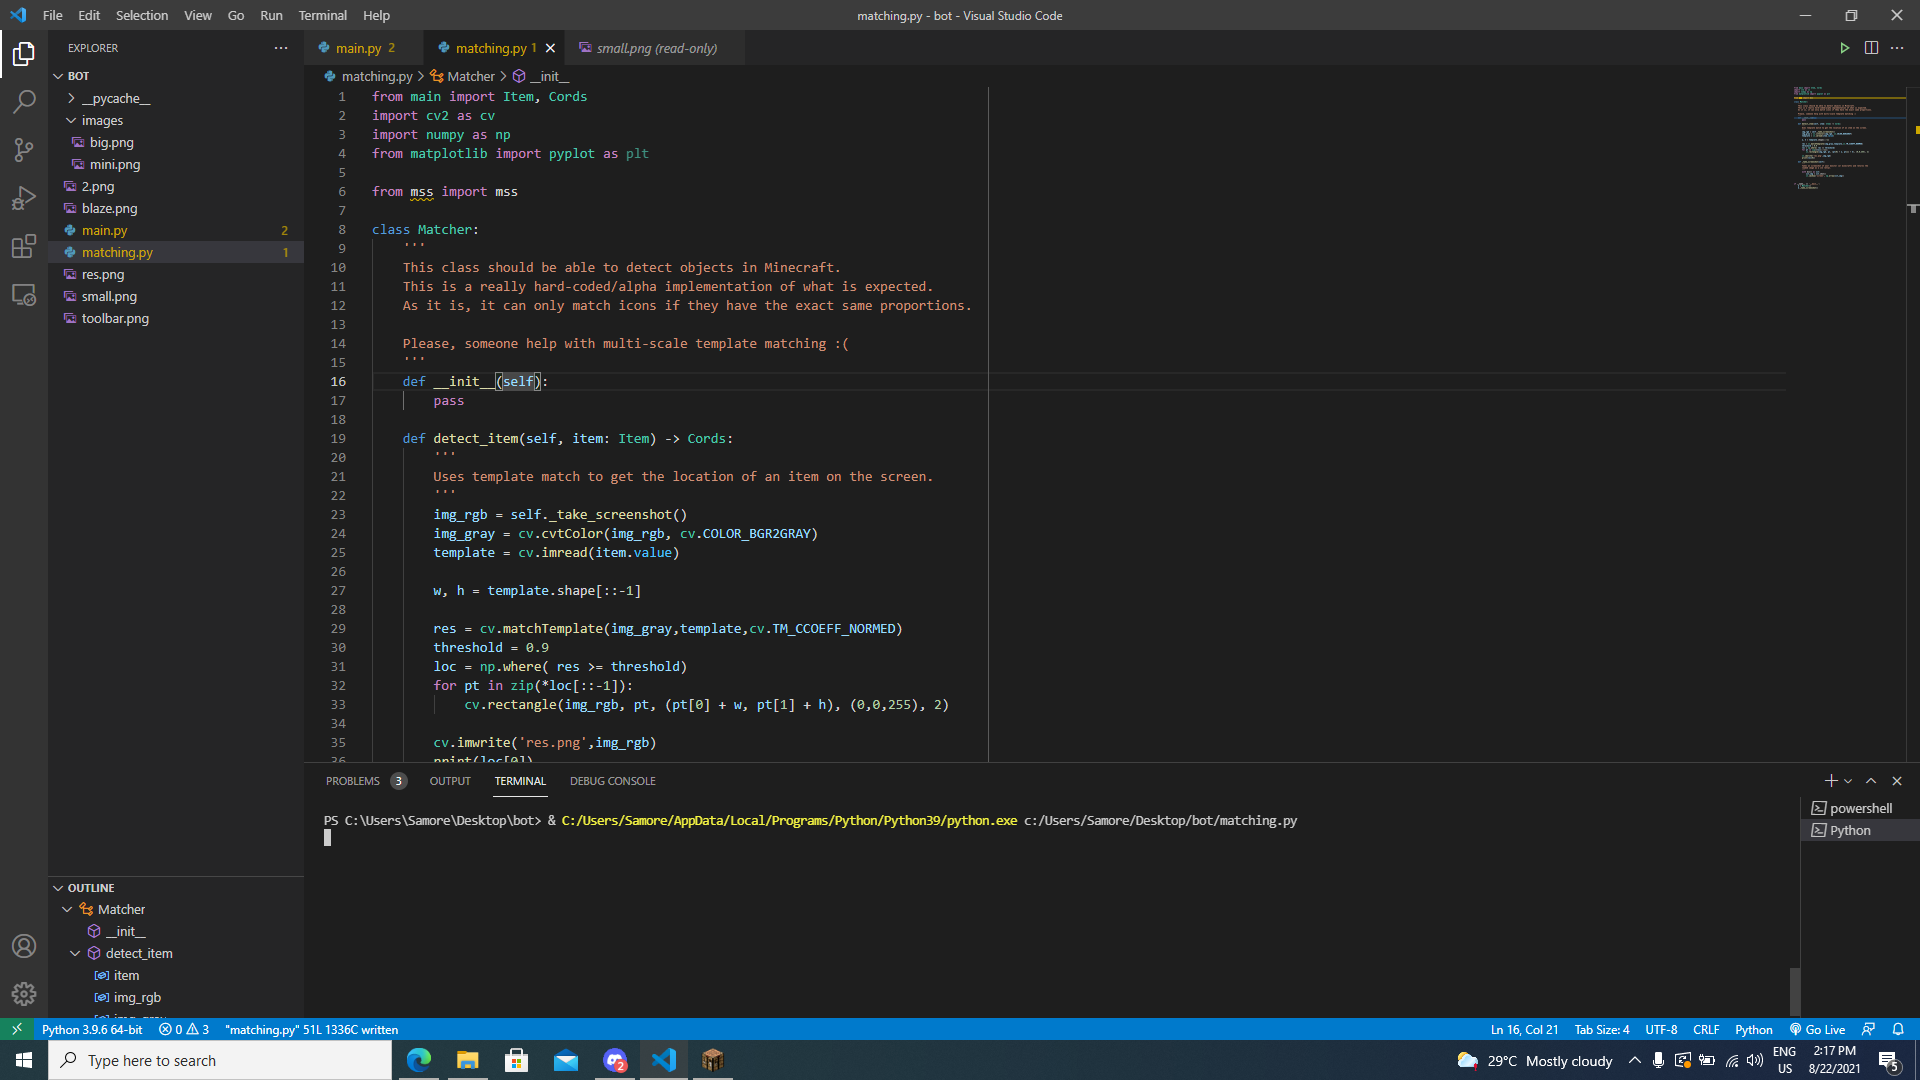 File Edit Selection View Go Run Terminal Help
matching.py - bot - Visual Studio Code
EXPLORER
BOT
__pycache__
images
big.png
mini.png
2.png
blaze.png
main.py 2
matching.py 1
res.png
small.png
toolbar.png
OUTLINE
Matcher
__init__
detect_item
item
img_rgb
main.py 2
matching.py 1
small.png (read-only)
matching.py > Matcher > __init__
1 from main import Item, Cords
2 import cv2 as cv
3 import numpy as np
4 from matplotlib import pyplot as plt
5
6 from mss import mss
7
8 class Matcher:
9 '''
10 This class should be able to detect objects in Minecraft.
11 This is a really hard-coded/alpha implementation of what is expected.
12 As it is, it can only match icons if they have the exact same proportions.
13
14 Please, someone help with multi-scale template matching :(
15 '''
16 def __init__(self):
17 pass
18
19 def detect_item(self, item: Item) -> Cords:
20 '''
21 Uses template match to get the location of an item on the screen.
22 '''
23 img_rgb = self._take_screenshot()
24 img_gray = cv.cvtColor(img_rgb, cv.COLOR_BGR2GRAY)
25 template = cv.imread(item.value)
26
27 w, h = template.shape[::-1]
28
29 res = cv.matchTemplate(img_gray,template,cv.TM_CCOEFF_NORMED)
30 threshold = 0.9
31 loc = np.where( res >= threshold)
32 for pt in zip(*loc[::-1]):
33 cv.rectangle(img_rgb, pt, (pt[0] + w, pt[1] + h), (0,0,255), 2)
34
35 cv.imwrite('res.png',img_rgb)
36 print(loc[0])
PROBLEMS 3 OUTPUT TERMINAL DEBUG CONSOLE
PS C:\Users\Samore\Desktop\bot> & C:/Users/Samore/AppData/Local/Programs/Python/Python39/python.exe c:/Users/Samore/Desktop/bot/matching.py
powershell
Python
Python 3.9.6 64-bit 0 3 "matching.py" 51L 1336C written
Ln 16, Col 21 Tab Size: 4 UTF-8 CRLF Python Go Live
Type here to search
2
29°C Mostly cloudy
ENG
US
2:17 PM
8/22/2021
5